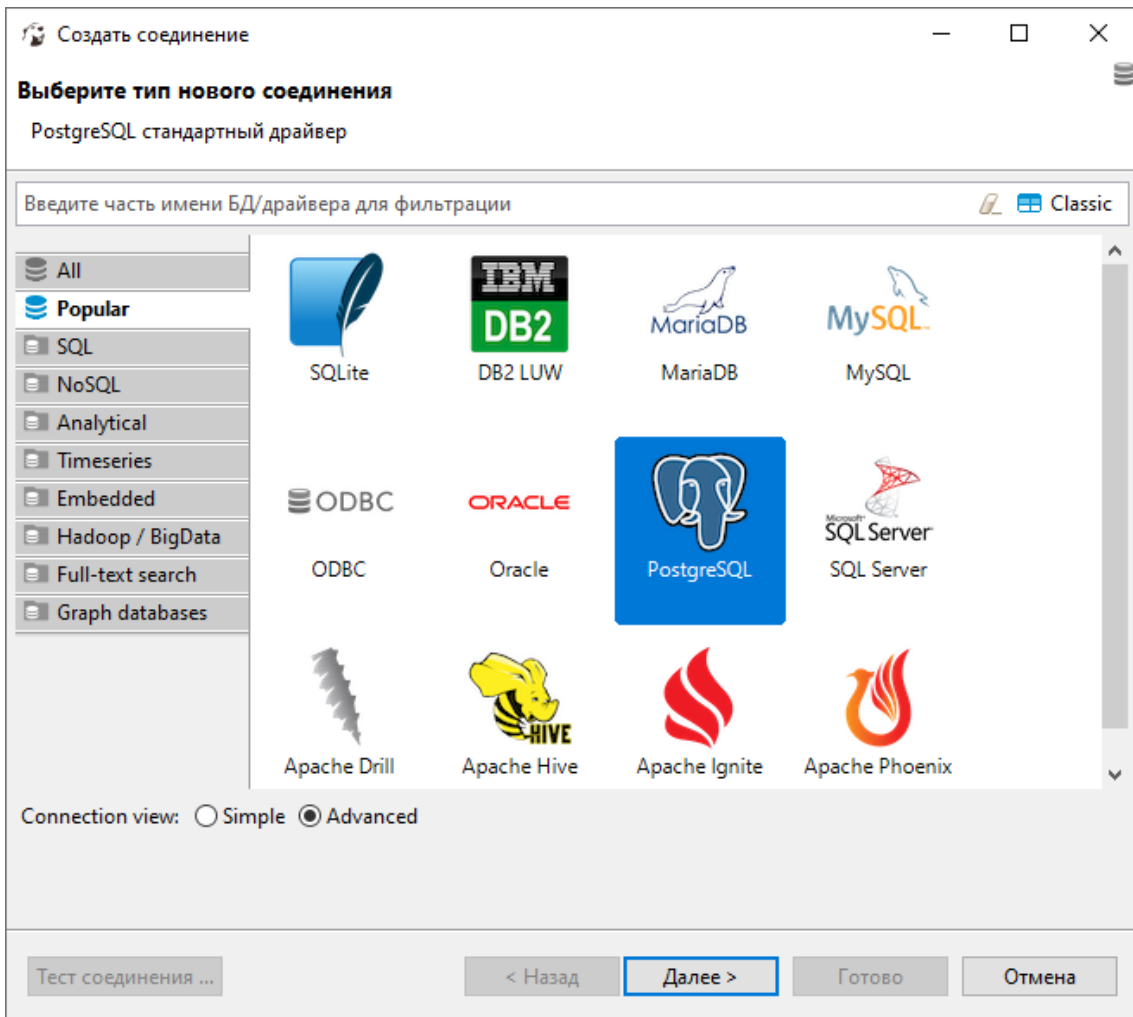 Создать соединение
Выберите тип нового соединения
PostgreSQL стандартный драйвер
Введите часть имени БД/драйвера для фильтрации
Classic
All
Popular
SQL
NoSQL
Analytical
Timeseries
Embedded
Hadoop / BigData
Full-text search
Graph databases
IBM
DB2
MariaDB
MySQL
SQLite
DB2 LUW
MariaDB
MySQL
ODBC
ORACLE
Microsoft
SQL Server
ODBC
Oracle
PostgreSQL
SQL Server
HIVE
Apache Drill
Apache Hive
Apache Ignite
Apache Phoenix
Connection view: Simple Advanced
Тест соединения ...
< Назад
Далее >
Готово
Отмена